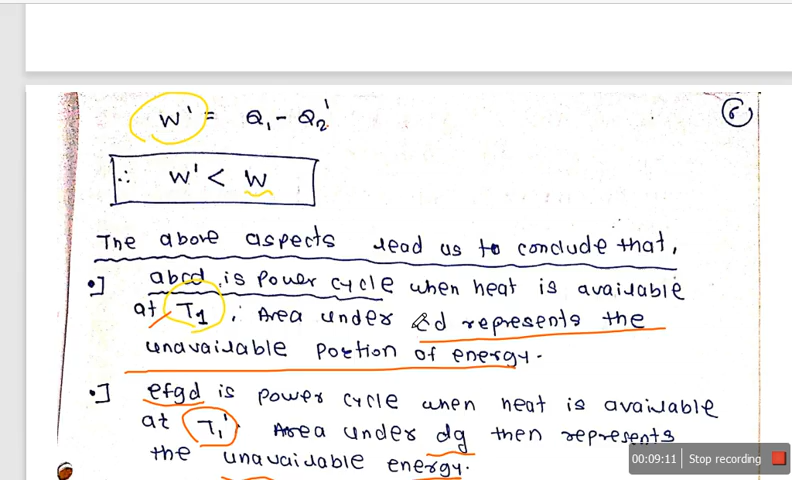 W' = Q₁ - Q₂'
6
∴ W' < W
The above aspects lead us to conclude that,
•] abcd is power cycle when heat is available
at T₁; Area under cd represents the
unavailable portion of energy.
•] efgd is power cycle when heat is available
at T₁' Area under dg then represents
the unavailable energy.
00:09:11 Stop recording